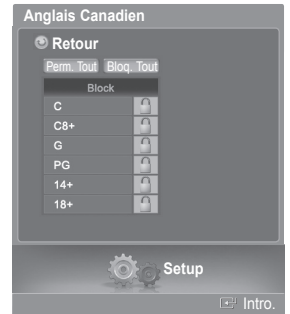 Anglais Canadien
Retour
Perm. Tout Bloq. Tout
Block
C
C8+
G
PG
14+
18+
Setup
Intro.